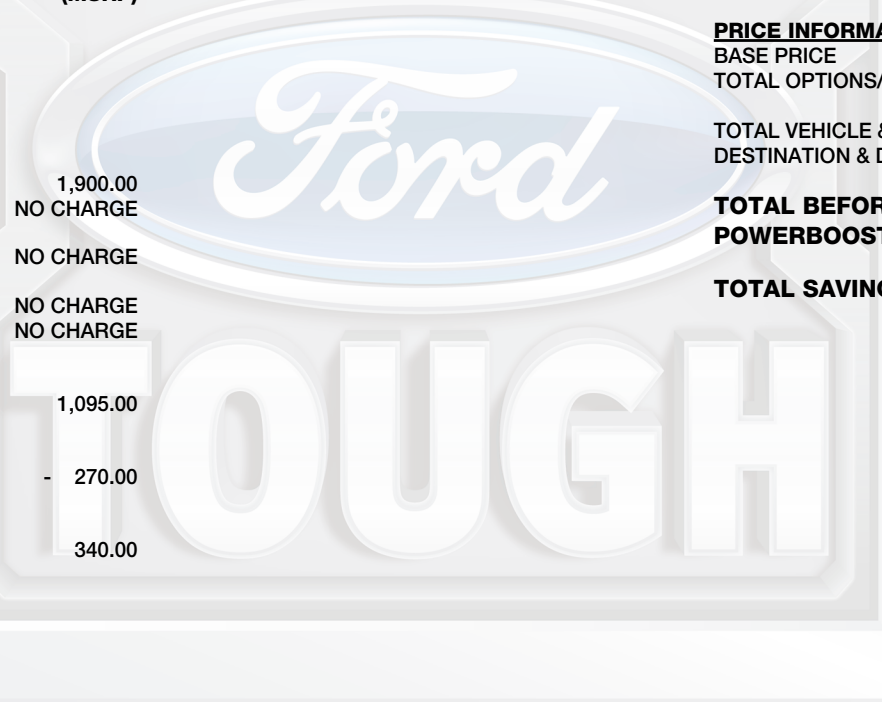 (MSRP)
1,900.00
NO CHARGE
NO CHARGE
NO CHARGE
NO CHARGE
1,095.00
- 270.00
340.00
PRICE INFORMA
BASE PRICE
TOTAL OPTIONS/
TOTAL VEHICLE &
DESTINATION & D
TOTAL BEFOR
POWERBOOST
TOTAL SAVING
Ford
TOUGH